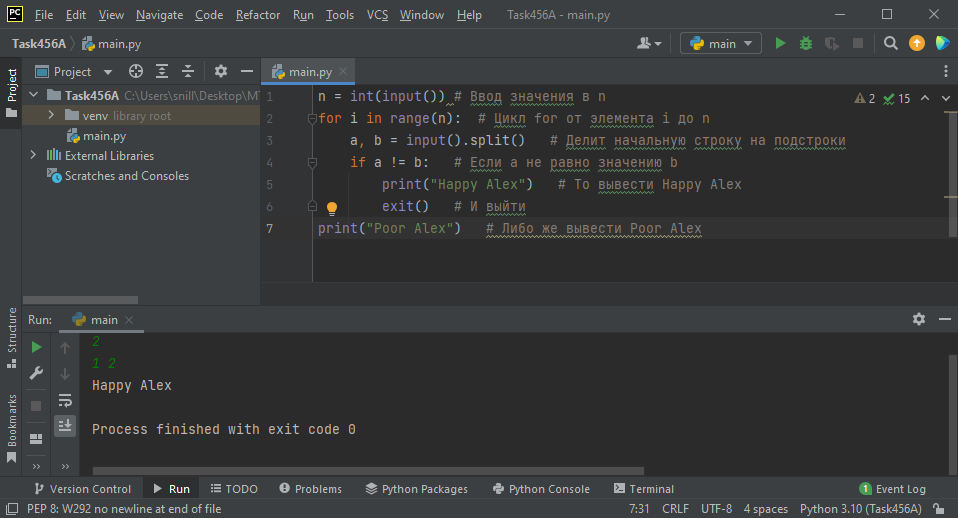 PC File Edit View Navigate Code Refactor Run Tools VCS Window Help Task456A - main.py
Task456A main.py main
Project main.py
Project
Task456A C:\Users\snill\Desktop\МТ
venv library root
main.py
External Libraries
Scratches and Consoles
2 15
1 n = int(input()) # Ввод значения в n
2 for i in range(n): # Цикл for от элемента i до n
3 a, b = input().split() # Делит начальную строку на подстроки
4 if a != b: # Если a не равно значению b
5 print("Happy Alex") # То вывести Happy Alex
6 exit() # И выйти
7 print("Poor Alex") # Либо же вывести Poor Alex
Structure
Bookmarks
Run: main
2
1 2
Happy Alex
Process finished with exit code 0
Version Control Run TODO Problems Python Packages Python Console Terminal 1 Event Log
PEP 8: W292 no newline at end of file 7:31 CRLF UTF-8 4 spaces Python 3.10 (Task456A)